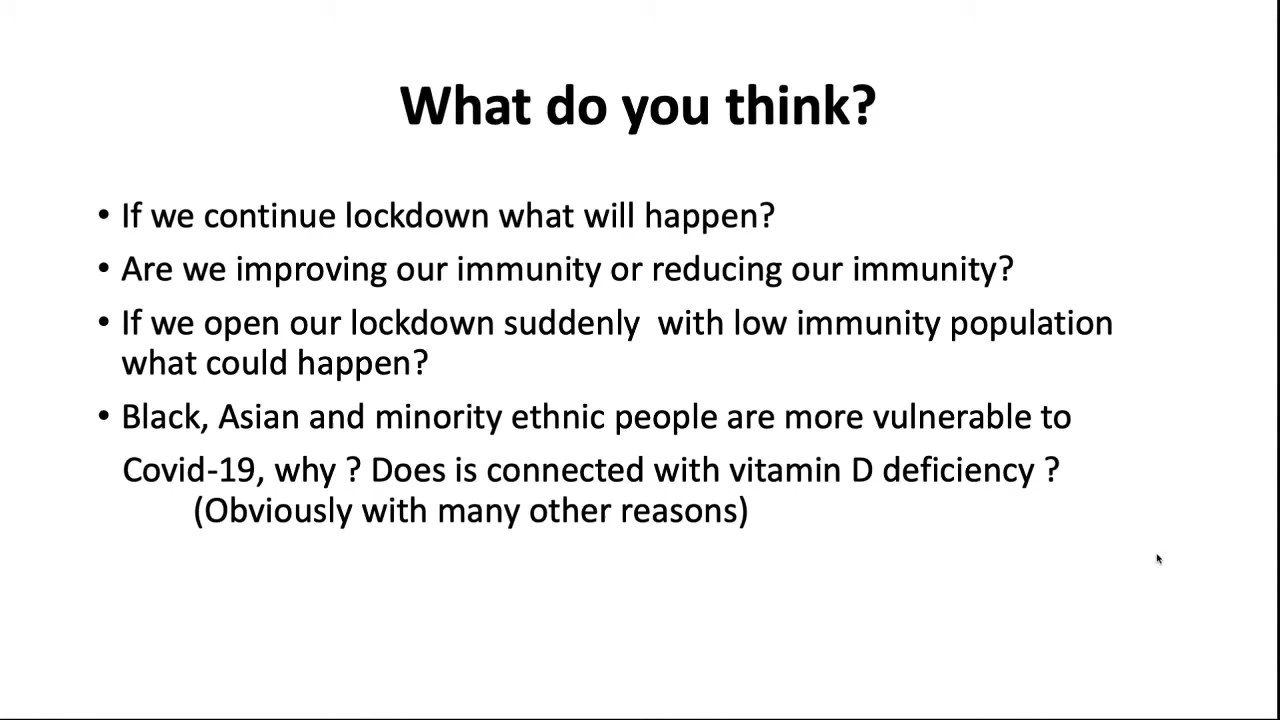 What do you think?
• If we continue lockdown what will happen?
• Are we improving our immunity or reducing our immunity?
• If we open our lockdown suddenly  with low immunity population
what could happen?
• Black, Asian and minority ethnic people are more vulnerable to
Covid-19, why ? Does is connected with vitamin D deficiency ?
(Obviously with many other reasons)